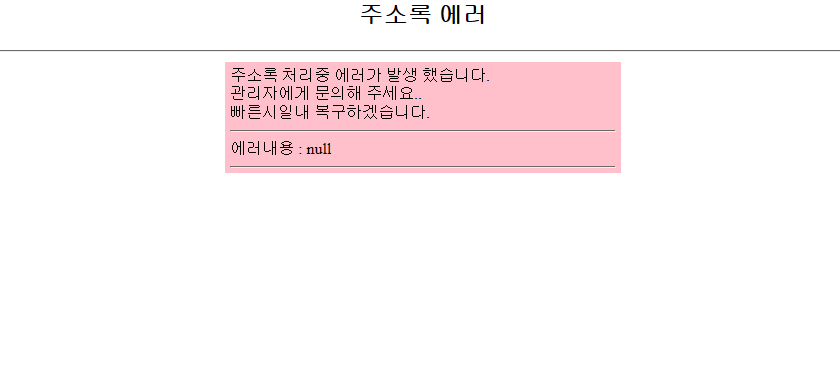 주소록 에러
주소록 처리중 에러가 발생 했습니다.
관리자에게 문의해 주세요..
빠른시일내 복구하겠습니다.
에러내용 : null